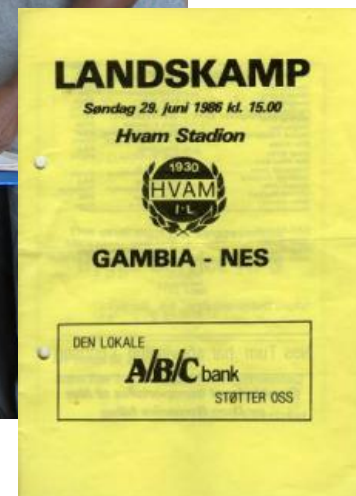 LANDSKAMP
Søndag 29. juni 1986 kl. 15.00
Hvam Stadion
1930
HVAM
I·L
GAMBIA - NES
DEN LOKALE
A/B/C bank
STØTTER OSS